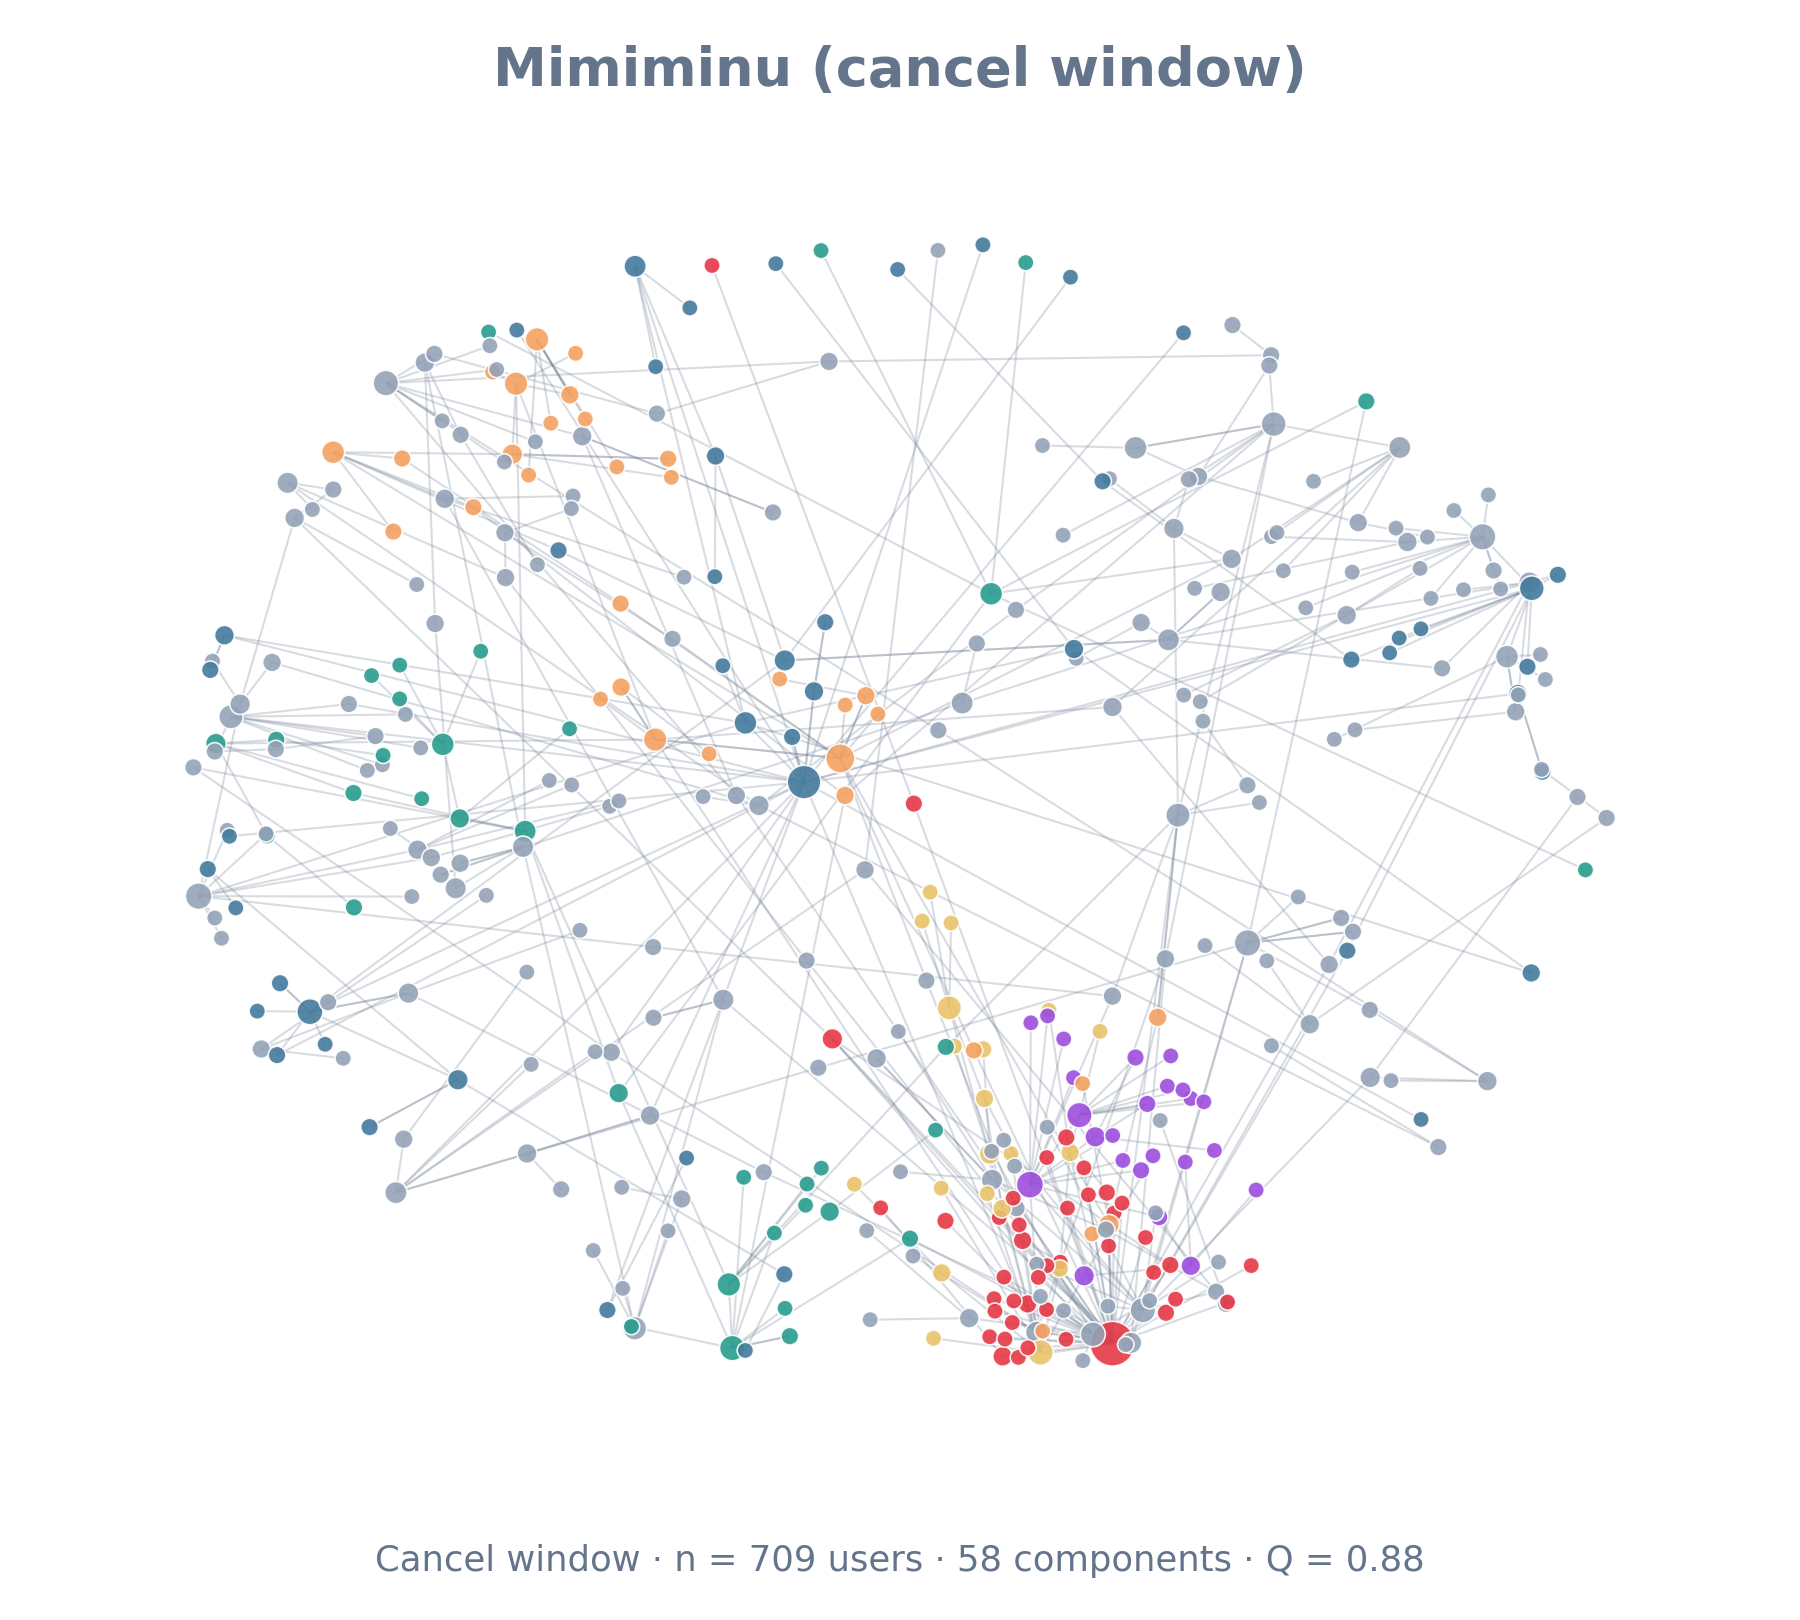 Mimiminu (cancel window)
Cancel window · n = 709 users · 58 components · Q = 0.88